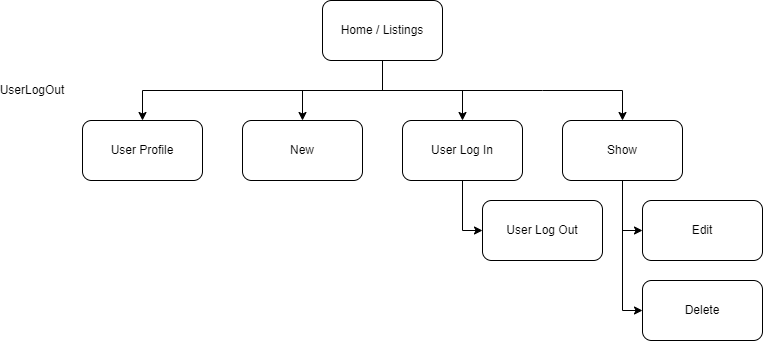 Home / Listings
UserLogOut
User Profile
New
User Log In
Show
User Log Out
Edit
Delete